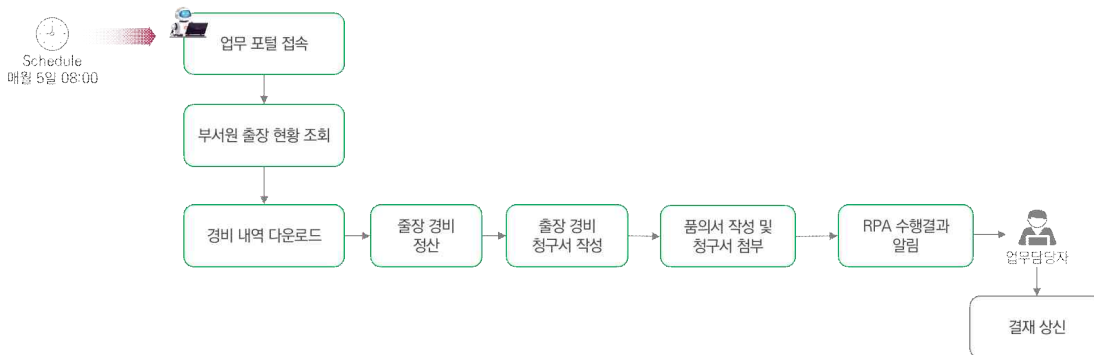 Schedule
매월 5일 08:00
업무 포털 접속
부서원 출장 현황 조회
경비 내역 다운로드
줄장 경비
정산
출장 경비
청구서 작성
품의서 작성 및
청구서 첨부
RPA 수행결과
알림
업무담당자
결재 상신